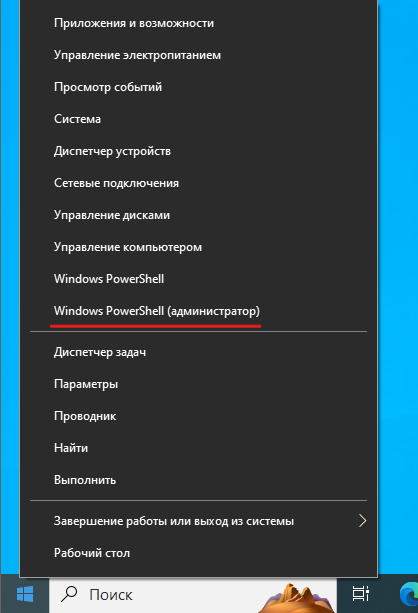 Приложения и возможности
Управление электропитанием
Просмотр событий
Система
Диспетчер устройств
Сетевые подключения
Управление дисками
Управление компьютером
Windows PowerShell
Windows PowerShell (администратор)
Диспетчер задач
Параметры
Проводник
Найти
Выполнить
Завершение работы или выход из системы
Рабочий стол
Поиск